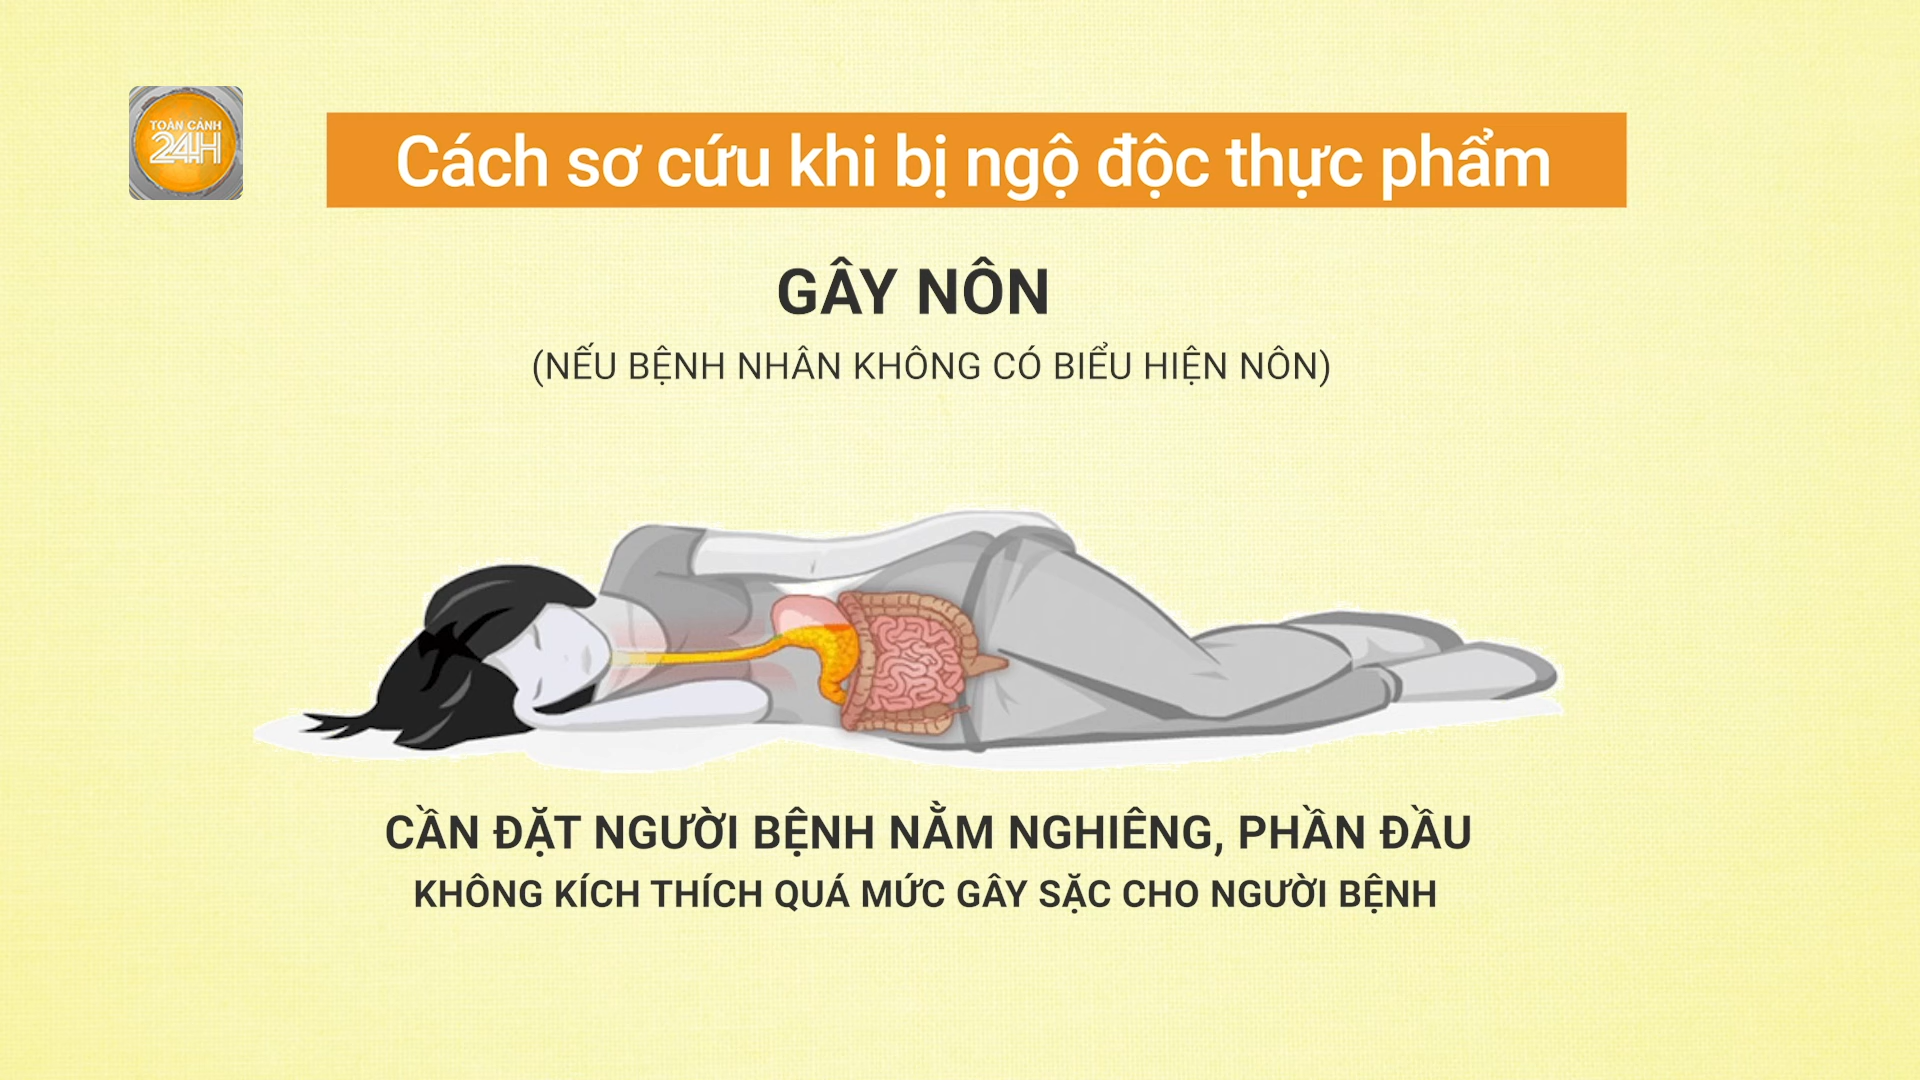 TOÀN CẢNH
24H
Cách sơ cứu khi bị ngộ độc thực phẩm
GÂY NÔN
(NẾU BỆNH NHÂN KHÔNG CÓ BIỂU HIỆN NÔN)
CẦN ĐẶT NGƯỜI BỆNH NẰM NGHIÊNG, PHẦN ĐẦU
KHÔNG KÍCH THÍCH QUÁ MỨC GÂY SẶC CHO NGƯỜI BỆNH